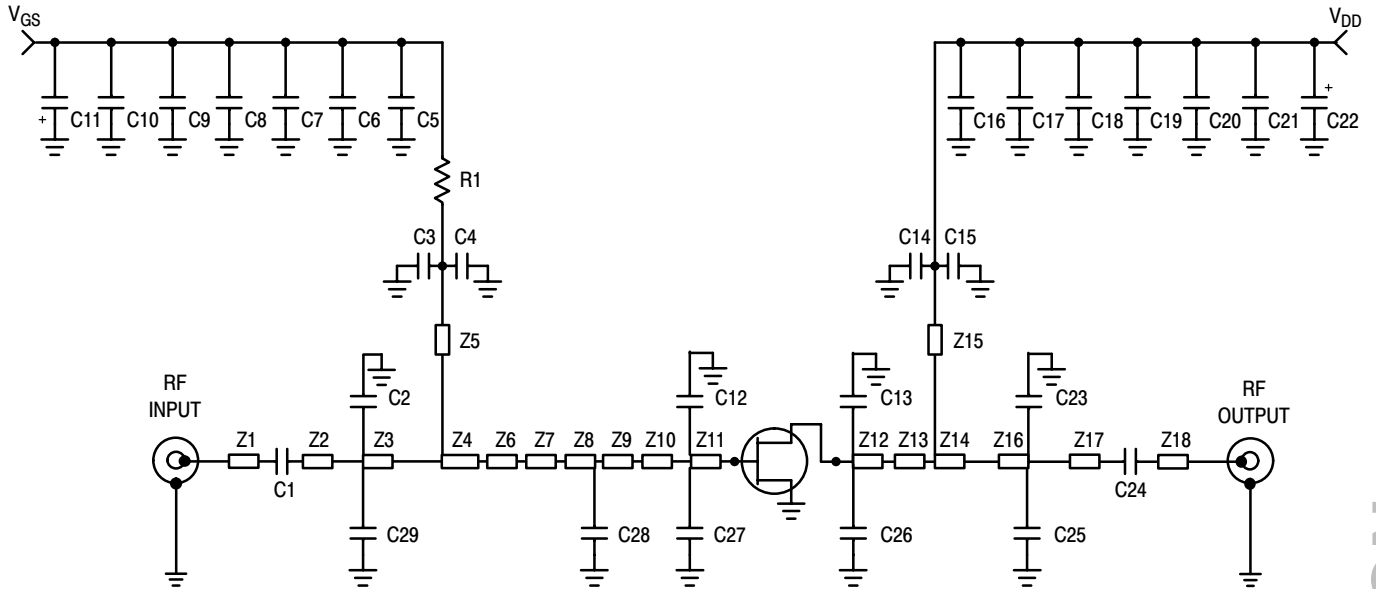 VGS
VDD
+ C11 C10 C9 C8 C7 C6 C5
C16 C17 C18 C19 C20 C21 + C22
R1
C3 C4
C14 C15
Z5
Z15
RF
INPUT
C2
C12
C13
C23
RF
OUTPUT
Z1 Z2 Z3 Z4 Z6 Z7 Z8 Z9 Z10 Z11 Z12 Z13 Z14 Z16 Z17 Z18
C1
C24
C29 C28 C27 C26 C25